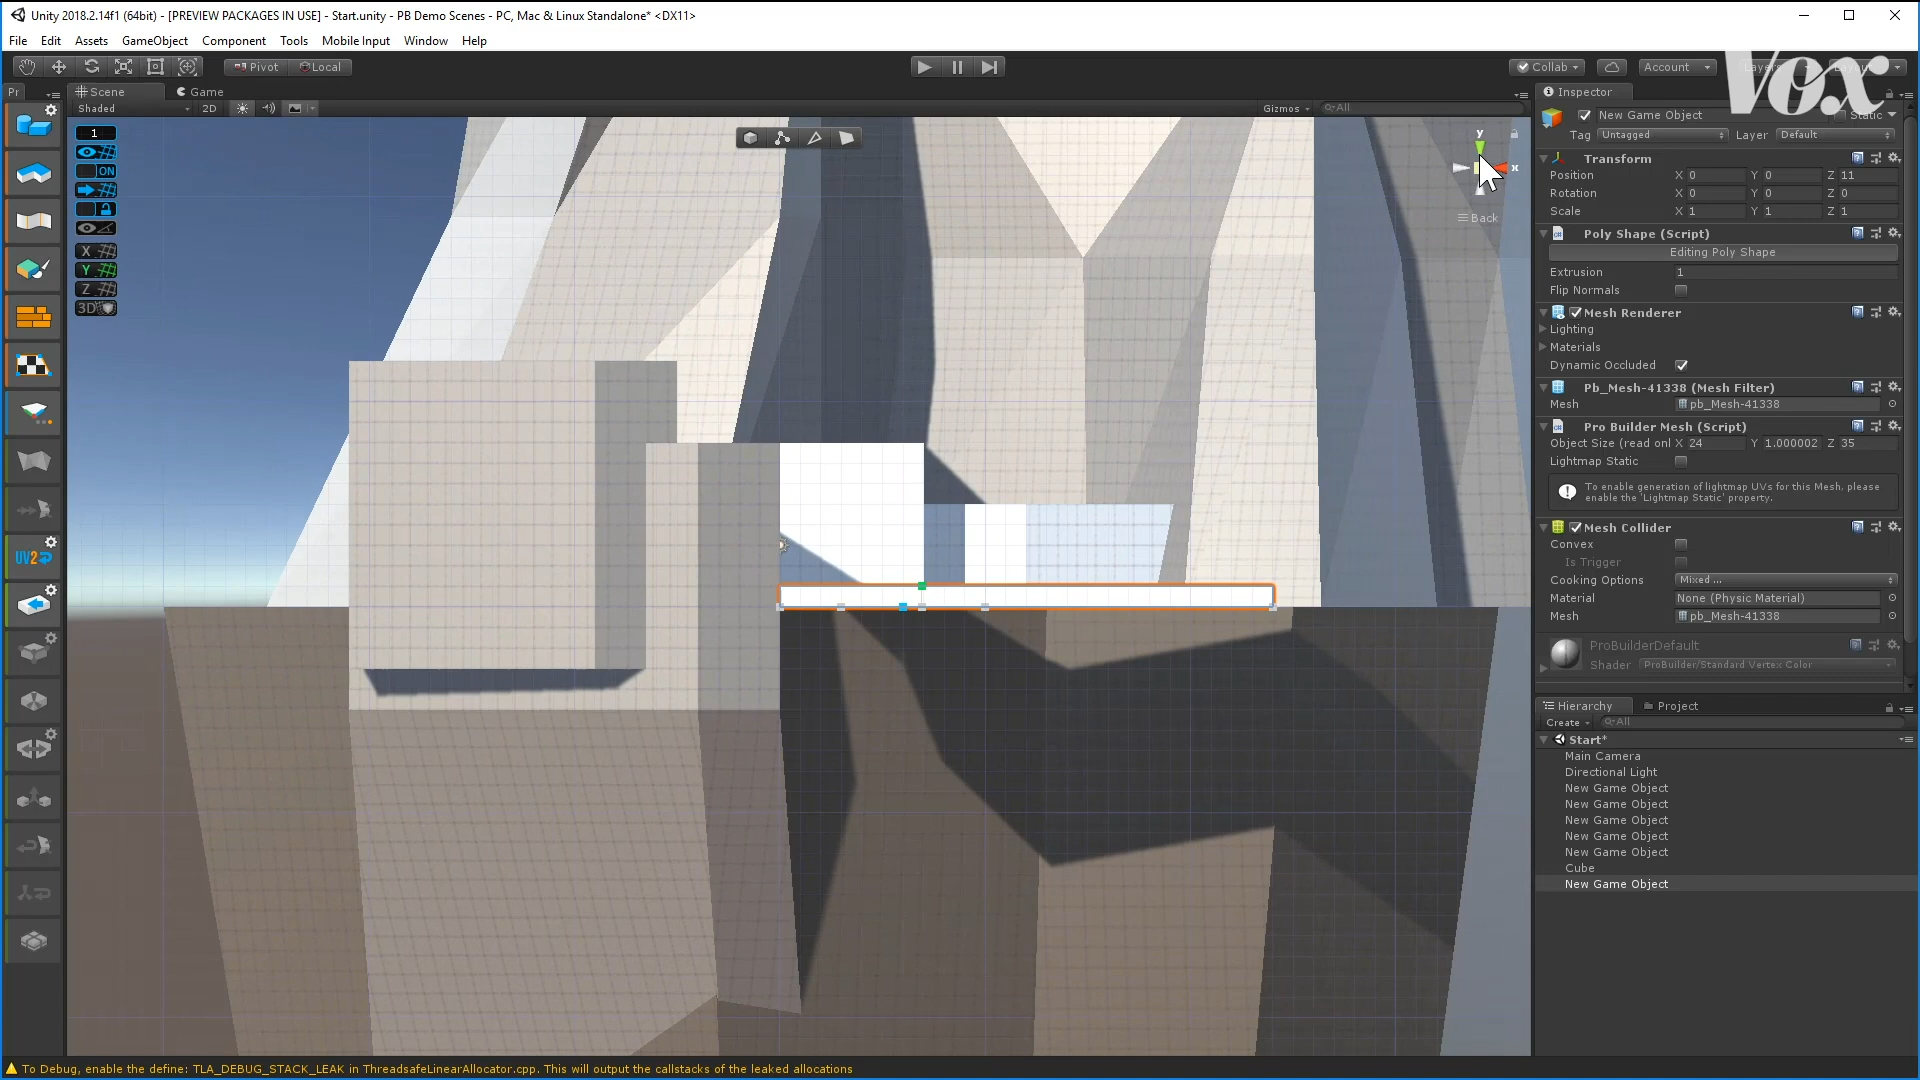 Unity 2018.2.14f1 (64bit) - [PREVIEW PACKAGES IN USE] - Start.unity - PB Demo Scenes - PC, Mac & Linux Standalone* <DX11>
File Edit Assets GameObject Component Tools Mobile Input Window Help
Pivot Local Collab Account Layers
Vox
Pr Scene Game Inspector
Shaded 2D Gizmos All
New Game Object Static
Tag Untagged Layer Default
1
ON
X
Y
Z
3D
UV2
y
x
Back
Transform
Position X 0 Y 0 Z 11
Rotation X 0 Y 0 Z 0
Scale X 1 Y 1 Z 1
Poly Shape (Script)
Editing Poly Shape
Extrusion 1
Flip Normals
Mesh Renderer
Lighting
Materials
Dynamic Occluded
Pb_Mesh-41338 (Mesh Filter)
Mesh pb_Mesh-41338
Pro Builder Mesh (Script)
Object Size (read onl X 24 Y 1.000002 Z 35
Lightmap Static
To enable generation of lightmap UVs for this Mesh, please
enable the 'Lightmap Static' property.
Mesh Collider
Convex
Is Trigger
Cooking Options Mixed ...
Material None (Physic Material)
Mesh pb_Mesh-41338
ProBuilderDefault
Shader ProBuilder/Standard Vertex Color
Hierarchy Project
Create All
Start*
Main Camera
Directional Light
New Game Object
New Game Object
New Game Object
New Game Object
New Game Object
Cube
New Game Object
To Debug, enable the define: TLA_DEBUG_STACK_LEAK in ThreadsafeLinearAllocator.cpp. This will output the callstacks of the leaked allocations